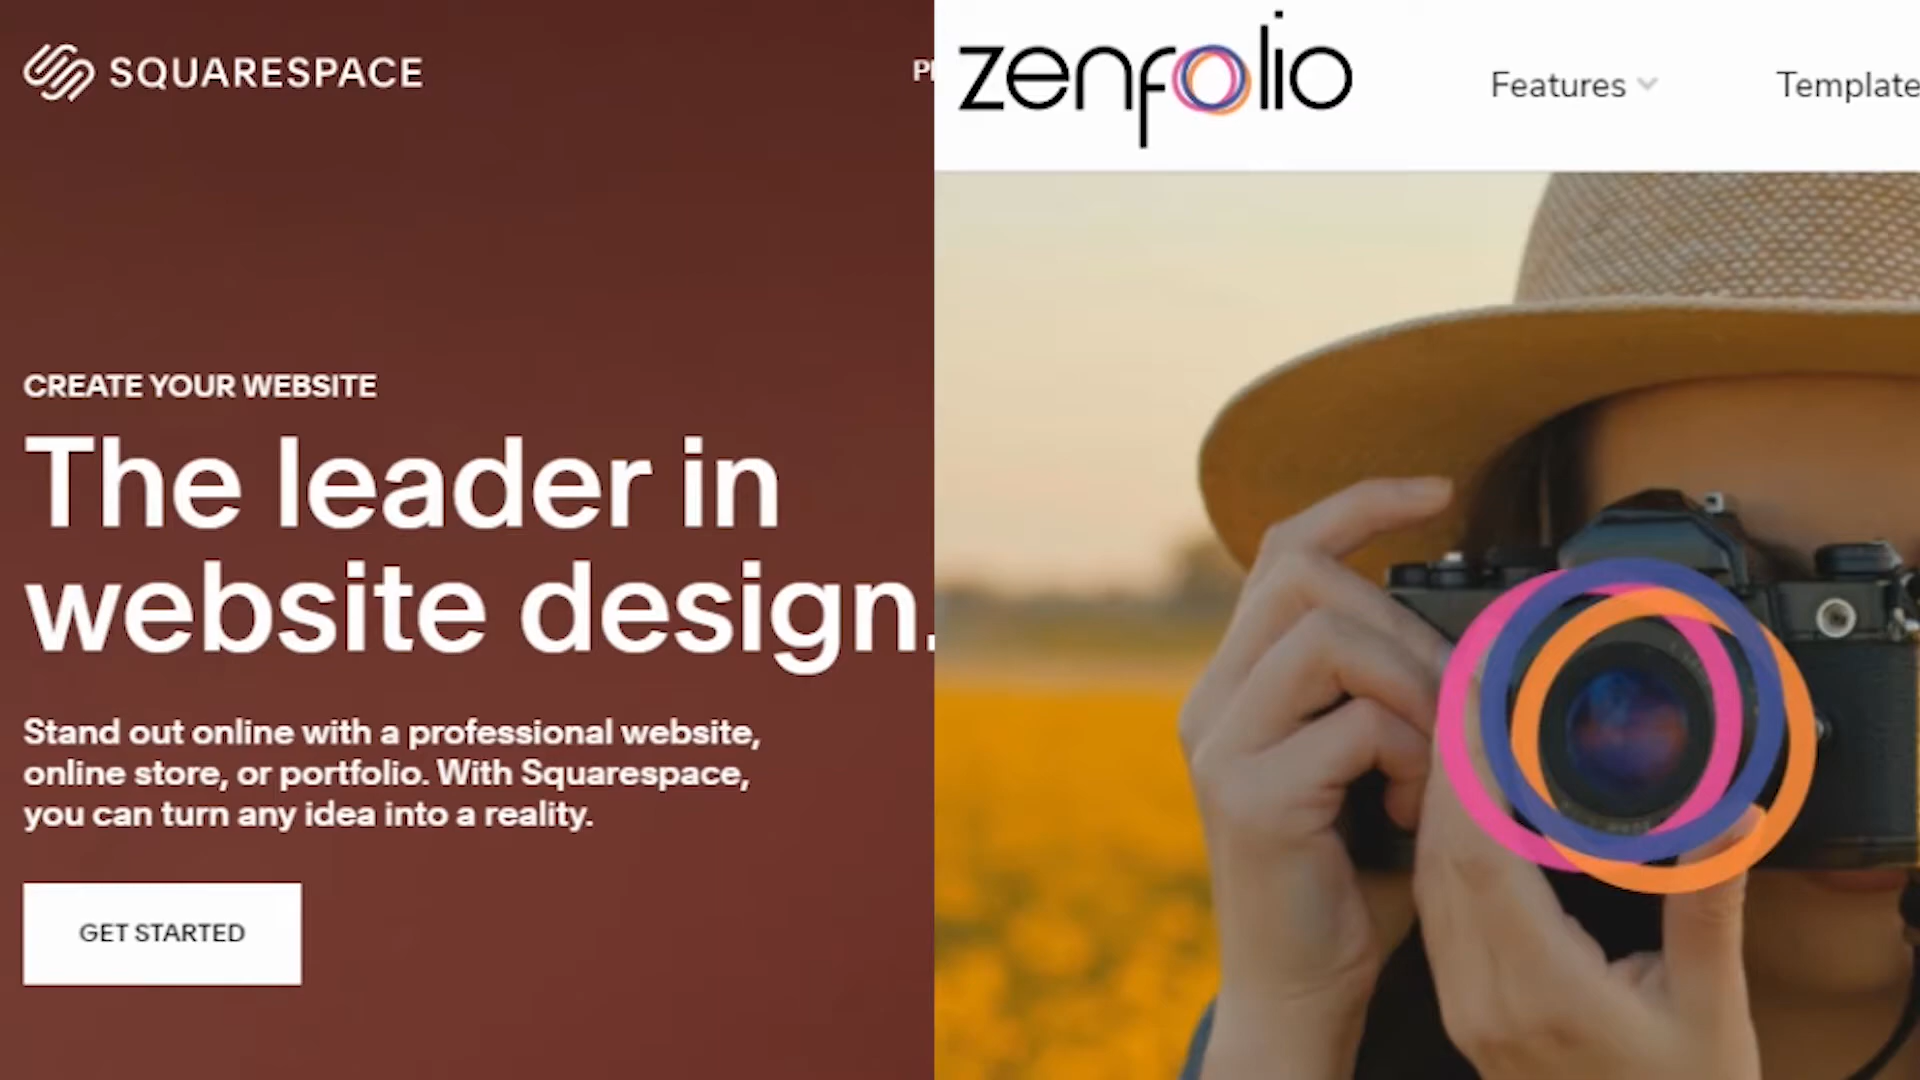 SQUARESPACE
CREATE YOUR WEBSITE
The leader in
website design.
Stand out online with a professional website,
online store, or portfolio. With Squarespace,
you can turn any idea into a reality.
GET STARTED
zenfolio
Features
Template